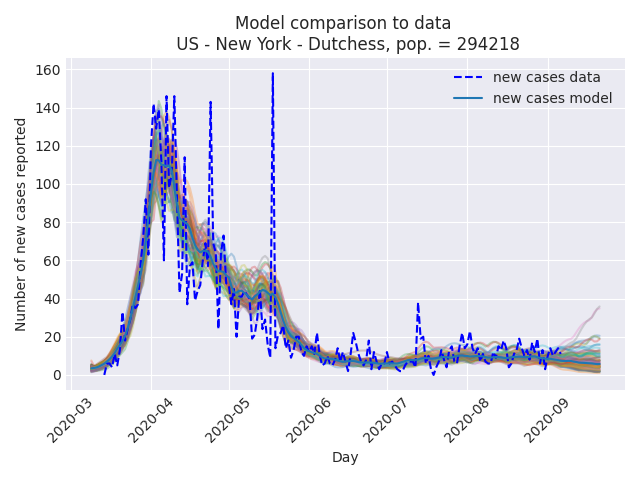 Model comparison to data
US - New York - Dutchess, pop. = 294218
new cases data
new cases model
Number of new cases reported
160
140
120
100
80
60
40
20
0
2020-03
2020-04
2020-05
2020-06
2020-07
2020-08
2020-09
Day